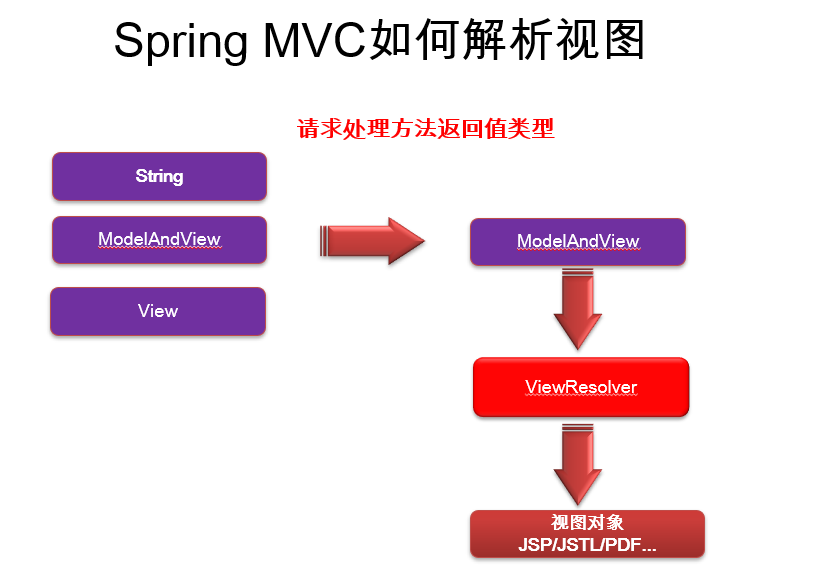 Spring MVC如何解析视图
请求处理方法返回值类型
String
ModelAndView
View
ModelAndView
ViewResolver
视图对象
JSP/JSTL/PDF...